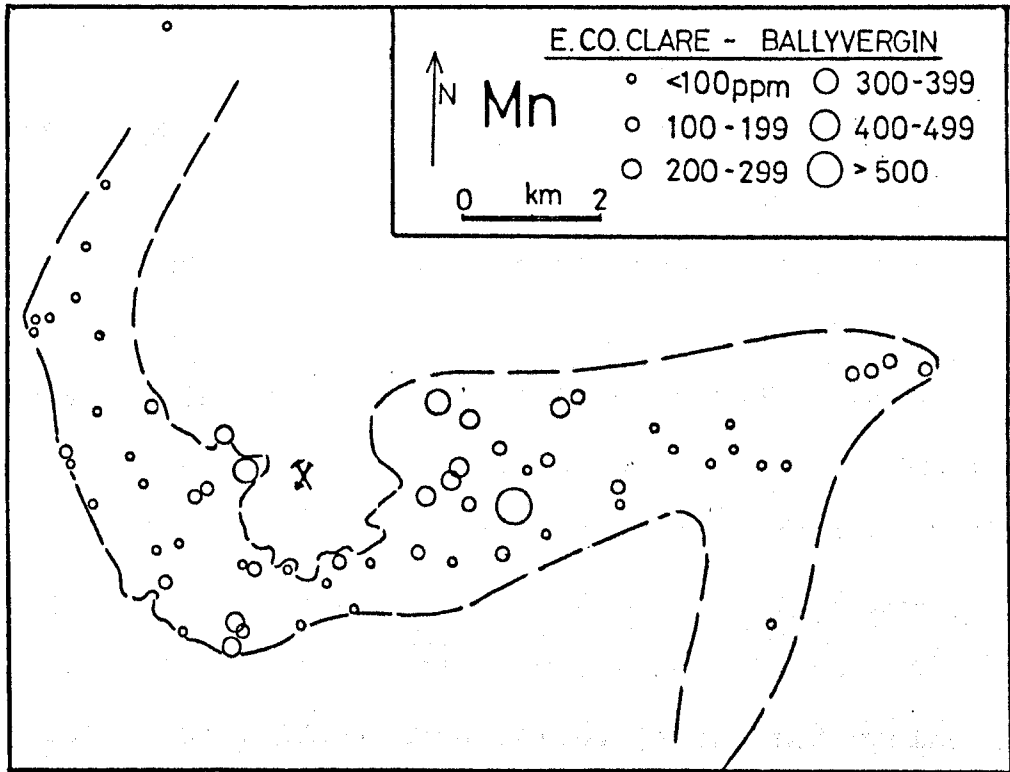 E. CO. CLARE - BALLYVERGIN
N
Mn
<100ppm
300-399
100-199
400-499
200-299
>500
0 km 2